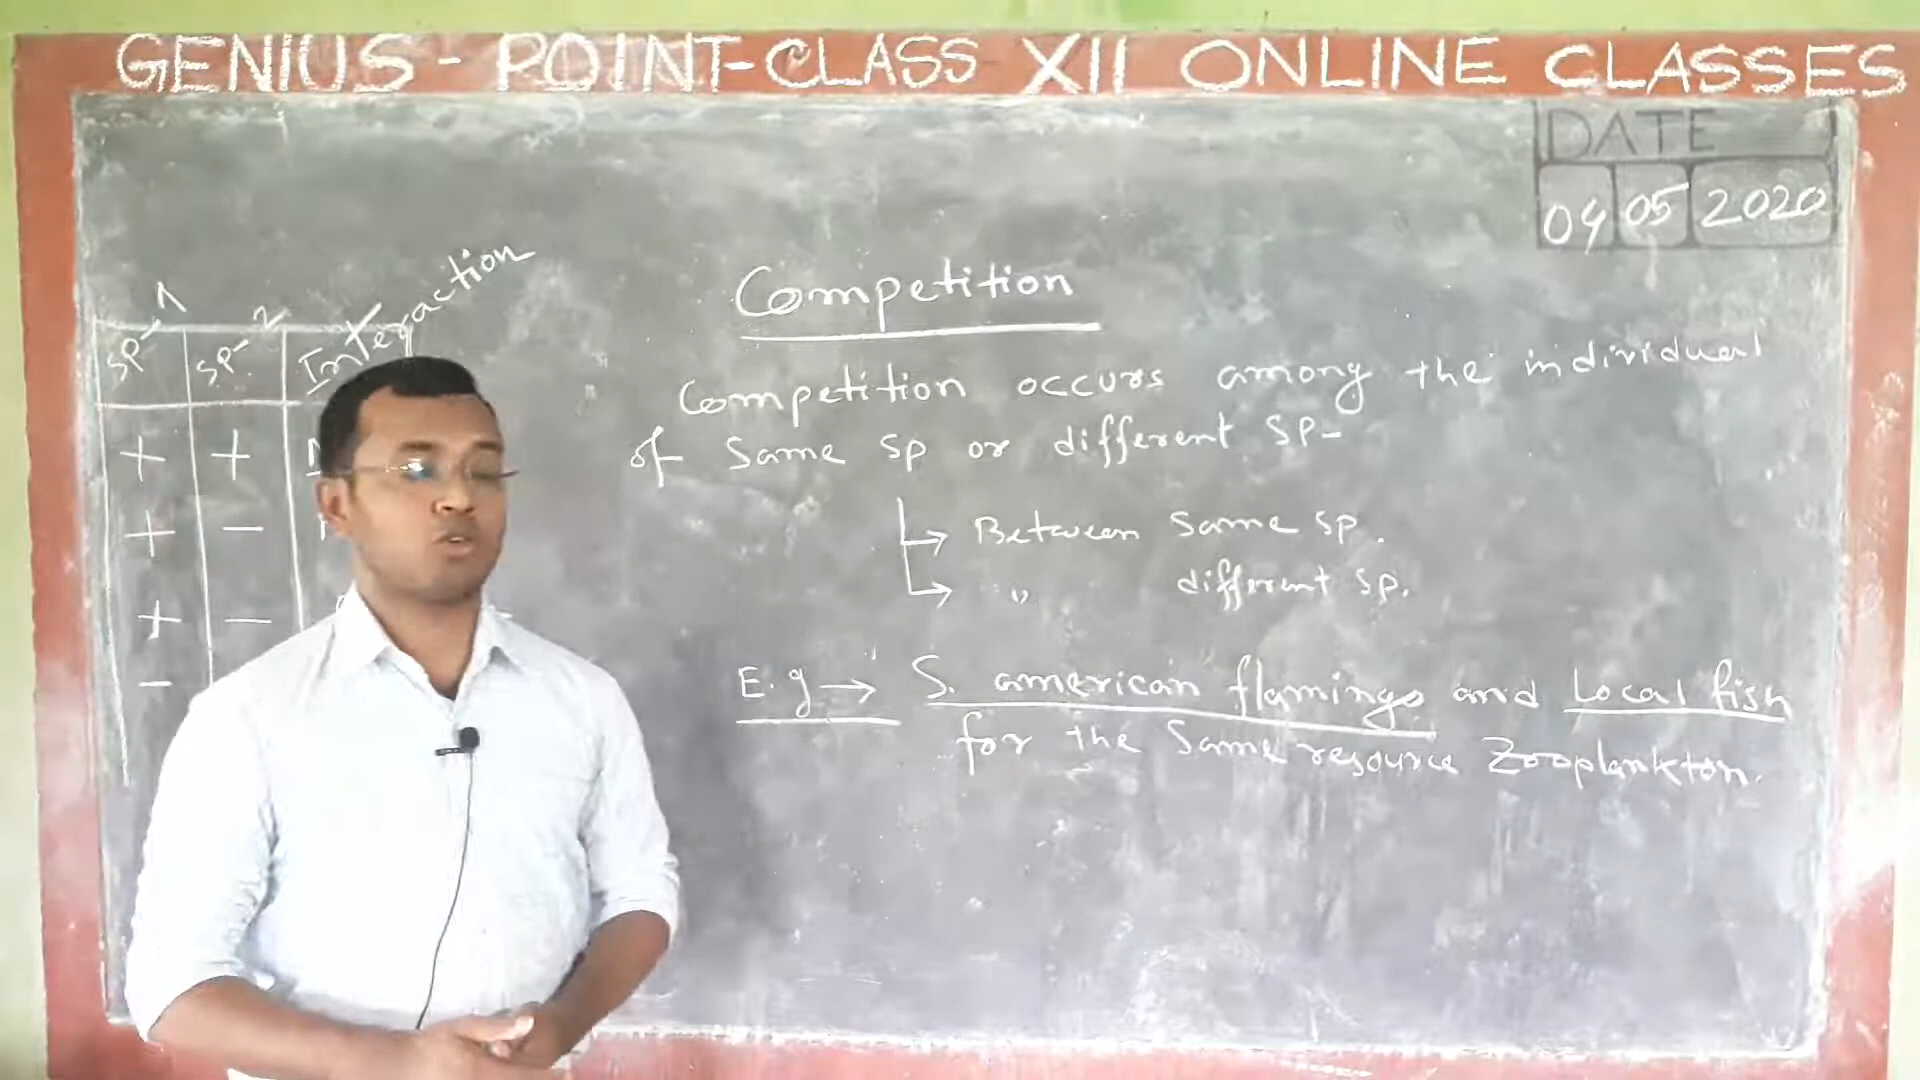 GENIUS - POINT-CLASS XII ONLINE CLASSES
DATE
04 05 2020
SP-1 SP-2 Interaction
+ +
+ -
+ -
-
Competition
Competition occurs among the individual
of Same sp or different SP-
→ Between Same sp.
→ " different sp.
E.g → S. american flamings and Local fish
for the Same resource Zooplankton.